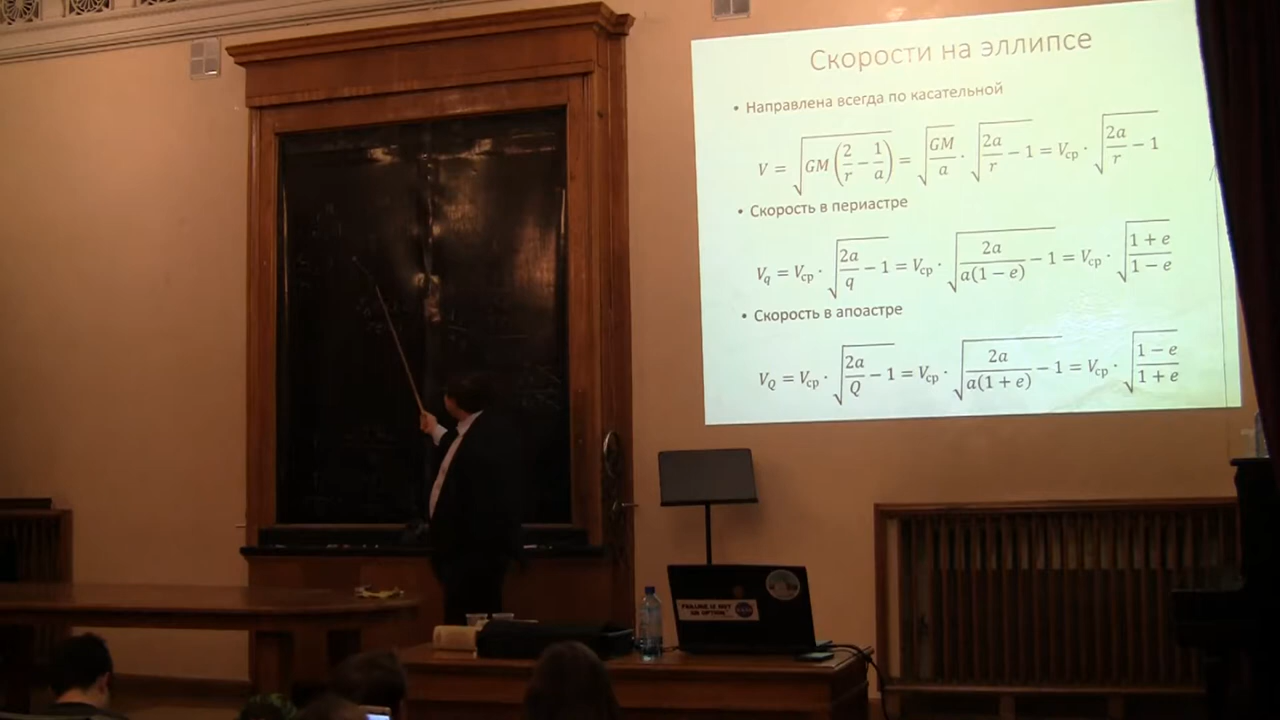 Скорости на эллипсе
• Направлена всегда по касательной
V = √(GM(2/r − 1/a)) = √(GM/a) · √(2a/r − 1) = Vср · √(2a/r − 1)
• Скорость в периастре
Vq = Vср · √(2a/q − 1) = Vср · √(2a/(a(1 − e)) − 1) = Vср · √((1 + e)/(1 − e))
• Скорость в апоастре
VQ = Vср · √(2a/Q − 1) = Vср · √(2a/(a(1 + e)) − 1) = Vср · √((1 − e)/(1 + e))
FAILURE IS NOT
AN OPTION